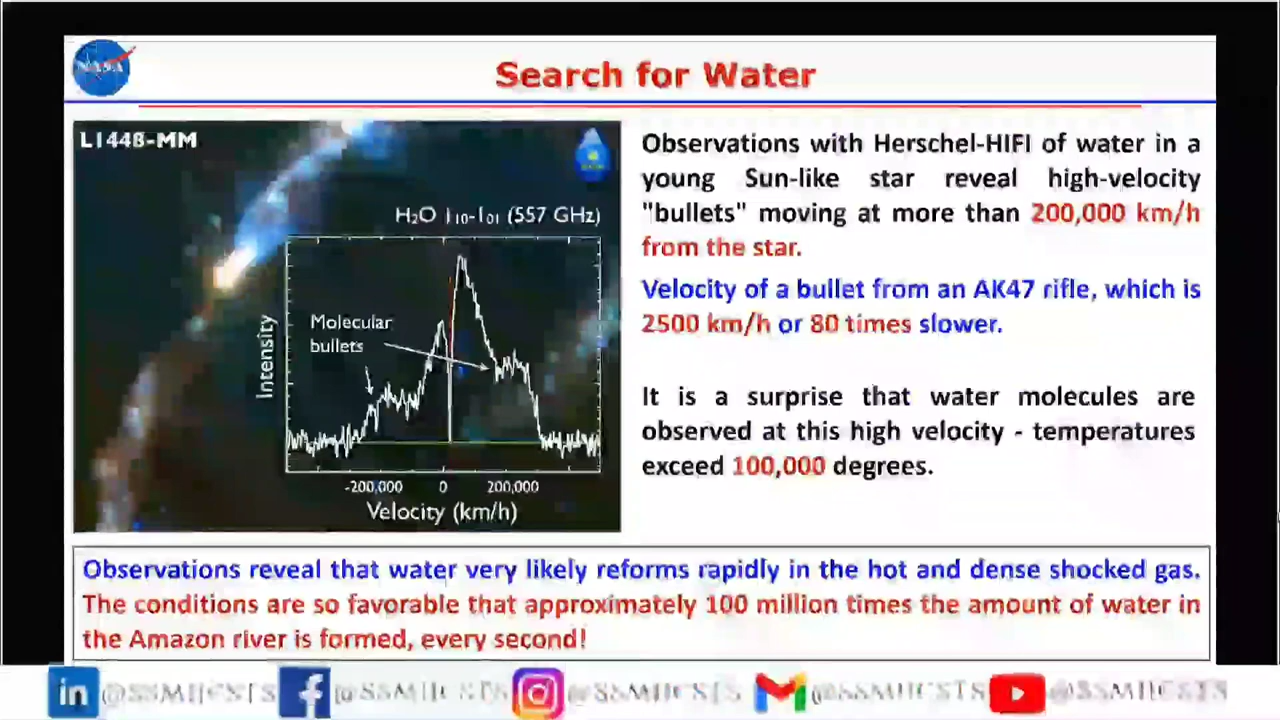 NASA
Search for Water
L1448-MM
H₂O 1₁₀-1₀₁ (557 GHz)
Molecular
bullets
Intensity
-200,000 0 200,000
Velocity (km/h)
Observations with Herschel-HIFI of water in a
young Sun-like star reveal high-velocity
"bullets" moving at more than 200,000 km/h
from the star.
Velocity of a bullet from an AK47 rifle, which is
2500 km/h or 80 times slower.
It is a surprise that water molecules are
observed at this high velocity - temperatures
exceed 100,000 degrees.
Observations reveal that water very likely reforms rapidly in the hot and dense shocked gas.
The conditions are so favorable that approximately 100 million times the amount of water in
the Amazon river is formed, every second!
in